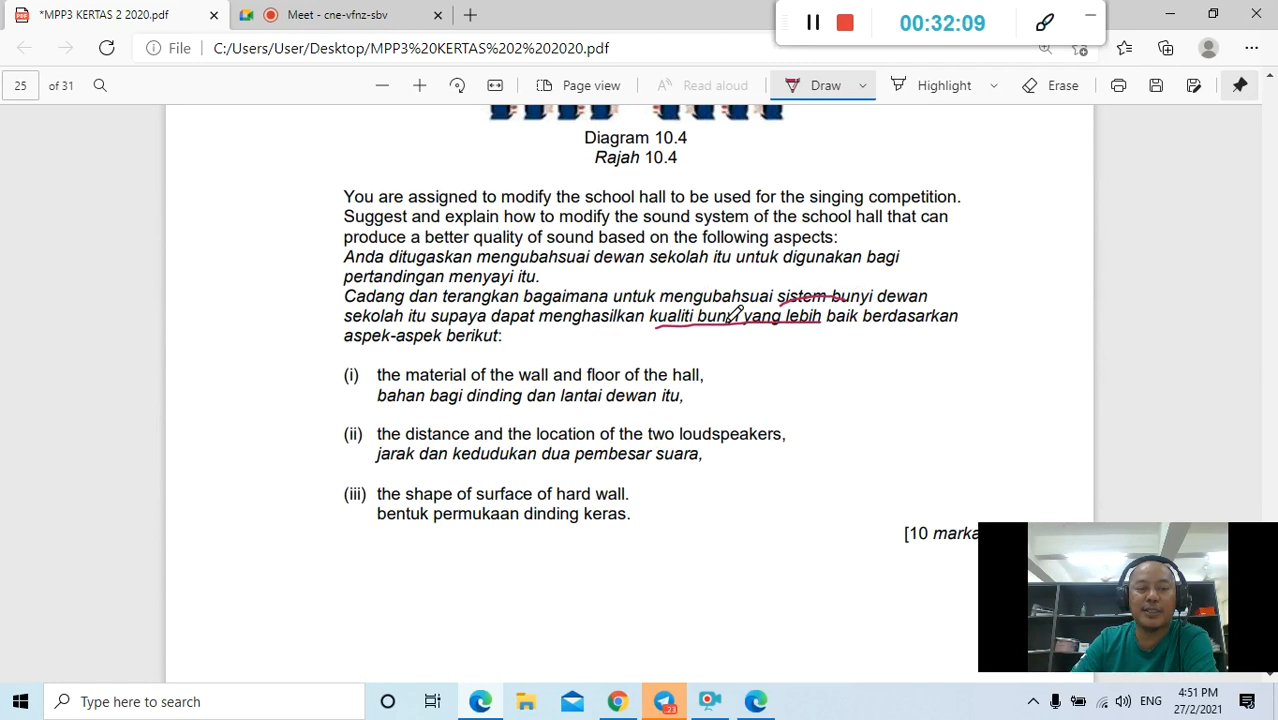 *MPP3 KERTAS 2 2020.pdf
Meet - cne-vfnz-sbv
00:32:09
File
C:/Users/User/Desktop/MPP3%20KERTAS%202%202020.pdf
25 of 31
Page view
Read aloud
Draw
Highlight
Erase
Diagram 10.4
Rajah 10.4
You are assigned to modify the school hall to be used for the singing competition.
Suggest and explain how to modify the sound system of the school hall that can
produce a better quality of sound based on the following aspects:
Anda ditugaskan mengubahsuai dewan sekolah itu untuk digunakan bagi
pertandingan menyayi itu.
Cadang dan terangkan bagaimana untuk mengubahsuai sistem bunyi dewan
sekolah itu supaya dapat menghasilkan kualiti bunyi yang lebih baik berdasarkan
aspek-aspek berikut:
(i) the material of the wall and floor of the hall,
bahan bagi dinding dan lantai dewan itu,
(ii) the distance and the location of the two loudspeakers,
jarak dan kedudukan dua pembesar suara,
(iii) the shape of surface of hard wall.
bentuk permukaan dinding keras.
[10 marka
Type here to search
23
ENG
4:51 PM
27/2/2021